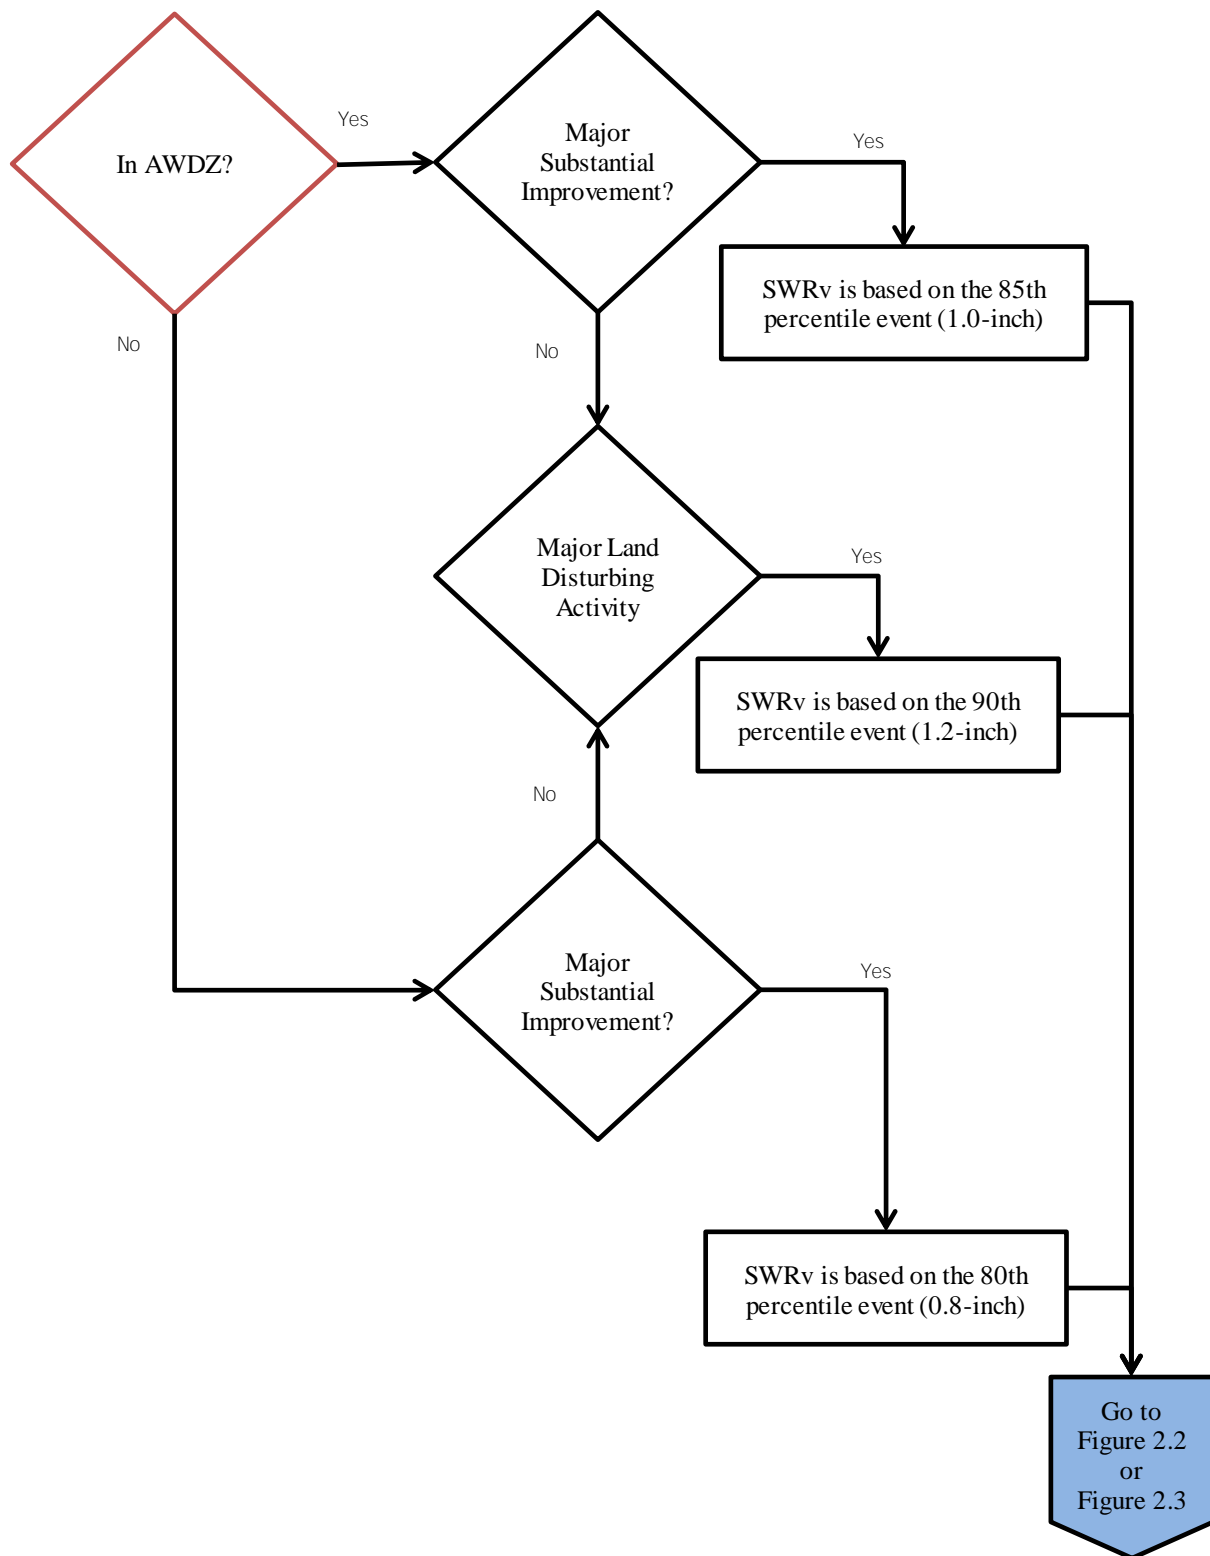 In AWDZ?
Yes
Major
Substantial
Improvement?
Yes
SWRv is based on the 85th
percentile event (1.0-inch)
No
No
Major Land
Disturbing
Activity
Yes
SWRv is based on the 90th
percentile event (1.2-inch)
No
Major
Substantial
Improvement?
Yes
SWRv is based on the 80th
percentile event (0.8-inch)
Go to
Figure 2.2
or
Figure 2.3